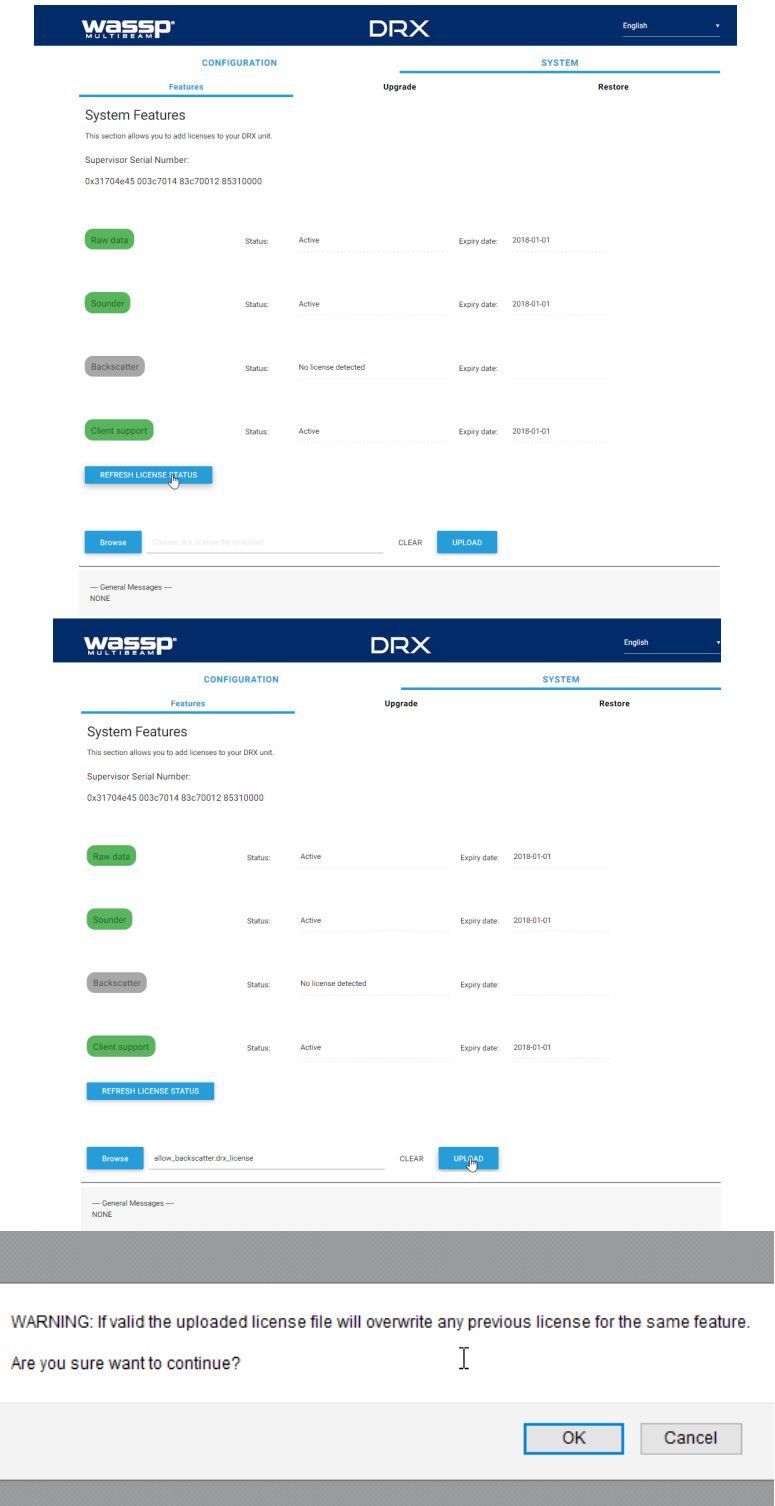 wassp MULTIBEAM DRX English
CONFIGURATION SYSTEM
Features Upgrade Restore
System Features
This section allows you to add licenses to your DRX unit.
Supervisor Serial Number:
0x31704e45 003c7014 83c70012 85310000
Raw data Status: Active Expiry date: 2018-01-01
Sounder Status: Active Expiry date: 2018-01-01
Backscatter Status: No license detected Expiry date:
Client support Status: Active Expiry date: 2018-01-01
REFRESH LICENSE STATUS
Browse Choose .drx_license file to upload CLEAR UPLOAD
--- General Messages ---
NONE
wassp MULTIBEAM DRX English
CONFIGURATION SYSTEM
Features Upgrade Restore
System Features
This section allows you to add licenses to your DRX unit.
Supervisor Serial Number:
0x31704e45 003c7014 83c70012 85310000
Raw data Status: Active Expiry date: 2018-01-01
Sounder Status: Active Expiry date: 2018-01-01
Backscatter Status: No license detected Expiry date:
Client support Status: Active Expiry date: 2018-01-01
REFRESH LICENSE STATUS
Browse allow_backscatter.drx_license CLEAR UPLOAD
--- General Messages ---
NONE
WARNING: If valid the uploaded license file will overwrite any previous license for the same feature.
Are you sure want to continue?
OK Cancel